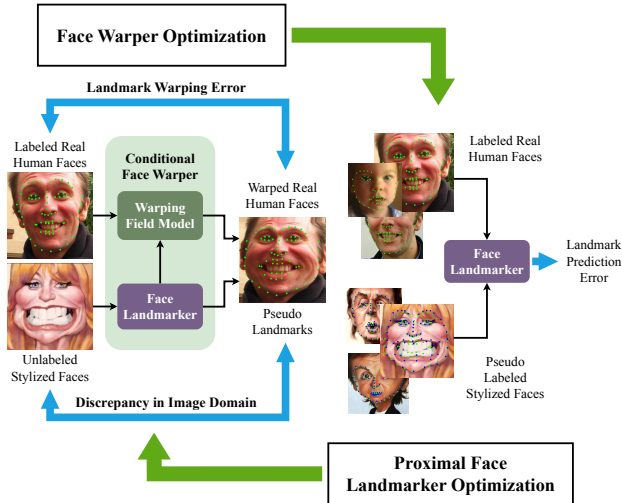 Face Warper Optimization
Landmark Warping Error
Labeled Real
Human Faces
Conditional
Face Warper
Warping
Field Model
Warped Real
Human Faces
Face
Landmarker
Unlabeled
Stylized Faces
Pseudo
Landmarks
Discrepancy in Image Domain
Labeled Real
Human Faces
Face
Landmarker
Landmark
Prediction
Error
Pseudo
Labeled
Stylized Faces
Proximal Face
Landmarker Optimization